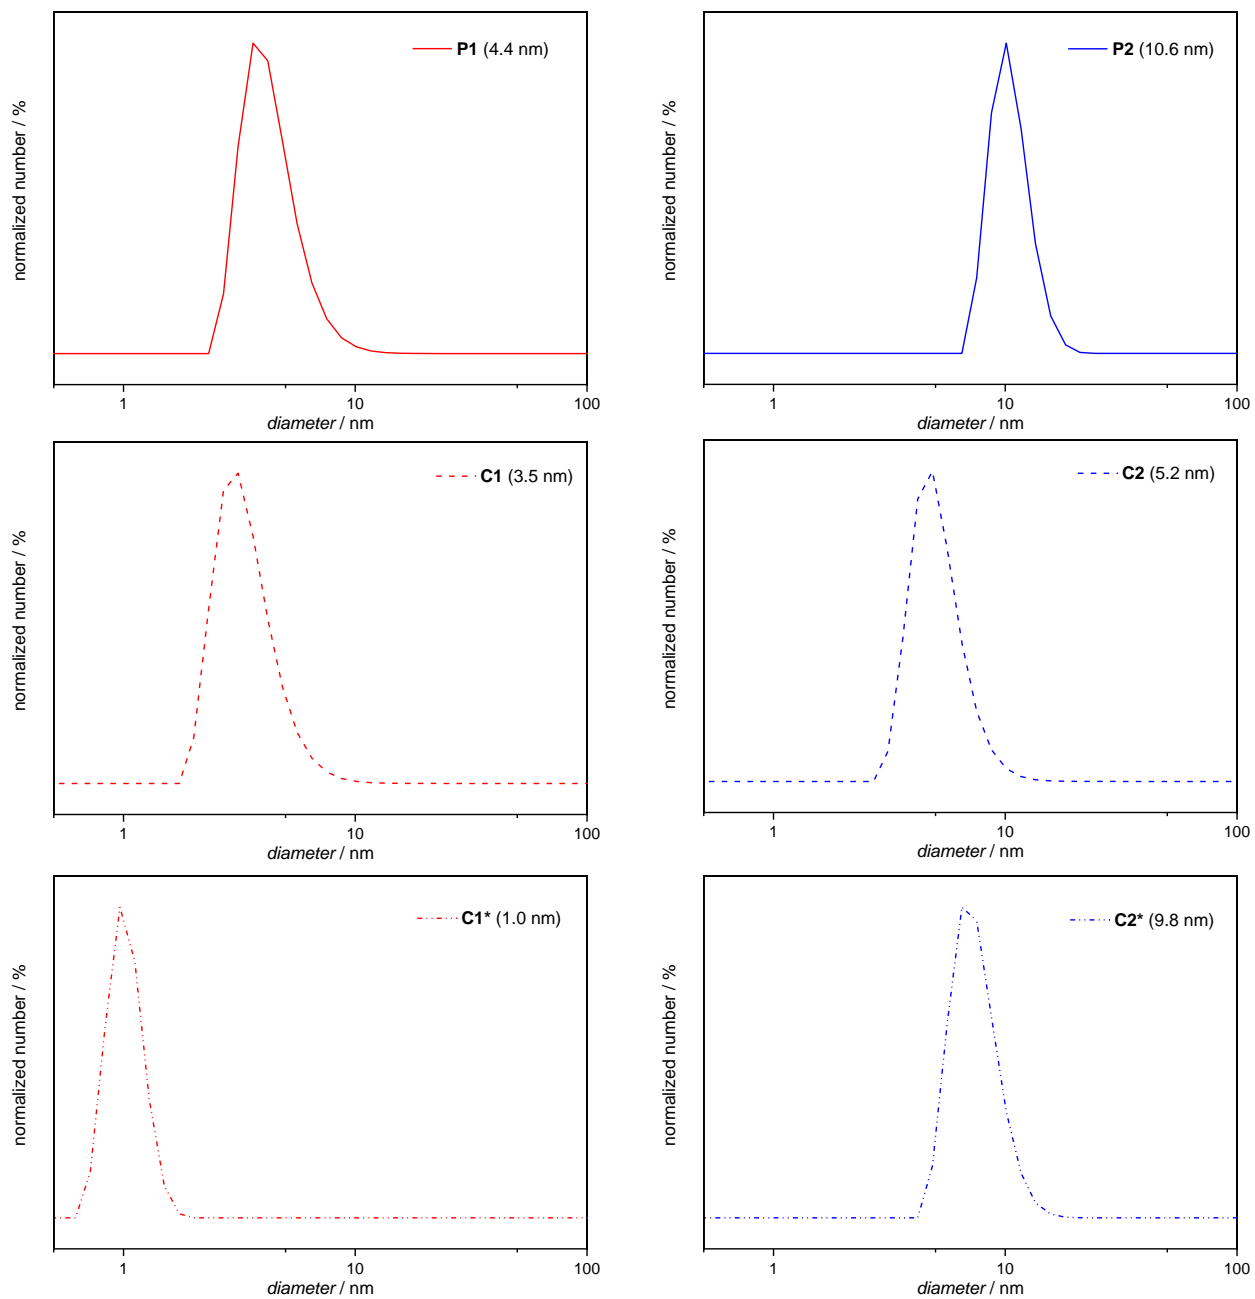 P1 (4.4 nm)
normalized number / %
1 10 100
diameter / nm
P2 (10.6 nm)
normalized number / %
1 10 100
diameter / nm
C1 (3.5 nm)
normalized number / %
1 10 100
diameter / nm
C2 (5.2 nm)
normalized number / %
1 10 100
diameter / nm
C1* (1.0 nm)
normalized number / %
1 10 100
diameter / nm
C2* (9.8 nm)
normalized number / %
1 10 100
diameter / nm